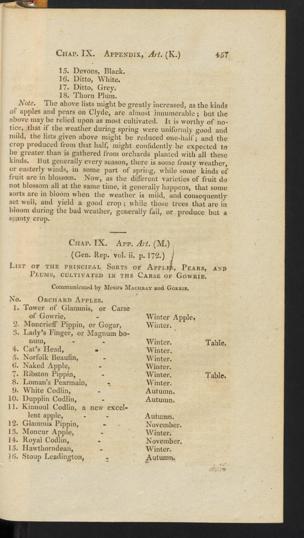 CHAP. IX. APPENDIX, Art. (K.) 457
15. Devons, Black.
16. Ditto, White.
17. Ditto, Grey.
18. Thorn Plum.
Note. The above lists might be greatly increased, as the kinds
of apples and pears on Clyde, are almost innumerable; but the
above may be relied upon as most cultivated. It is worthy of no-
tice, that if the weather during spring were uniformly good and
mild, the lists given above might be reduced one-half; and the
crop produced from that half, might confidently be expected to
be greater than is gathered from orchards planted with all these
kinds. But generally every season, there is some frosty weather,
or easterly winds, in some part of spring, while some kinds of
fruit are in blossom. Now, as the different varieties of fruit do
not blossom all at the same time, it generally happens, that some
sorts are in bloom when the weather is mild, and consequently
set well, and yield a good crop; while those trees that are in
bloom during the bad weather, generally fail, or produce but a
scanty crop.
CHAP. IX. APP. Art. (M.)
(Gen. Rep. vol. ii. p. 172.)
LIST OF THE PRINCIPAL SORTS OF APPLES, PEARS, AND
PLUMS, CULTIVATED IN THE CARSE OF GOWRIE.
Communicated by Messrs MACHRAY and GORRIE.
No. ORCHARD APPLES.
1. Tower of Glammis, or Carse
of Gowrie, Winter Apple,
2. Moncrieff Pippin, or Gogar, Winter.
3. Lady's Finger, or Magnum bo-
num, - - Winter. Table.
4. Cat's Head, - Winter.
5. Norfolk Beaufin, - Winter.
6. Naked Apple, - Winter.
7. Ribston Pippin, - Winter. Table.
8. Loman's Pearmain, - Winter.
9. White Codlin, - Autumn.
10. Dupplin Codlin, - Autumn.
11. Kinnoul Codlin, a new excel-
lent apple, - - Autumn.
12. Glammis Pippin, - November.
13. Moncur Apple, - Winter.
14. Royal Codlin, - November.
15. Hawthorndean, - Winter.
16. Stoup Leadington, - Autumn.